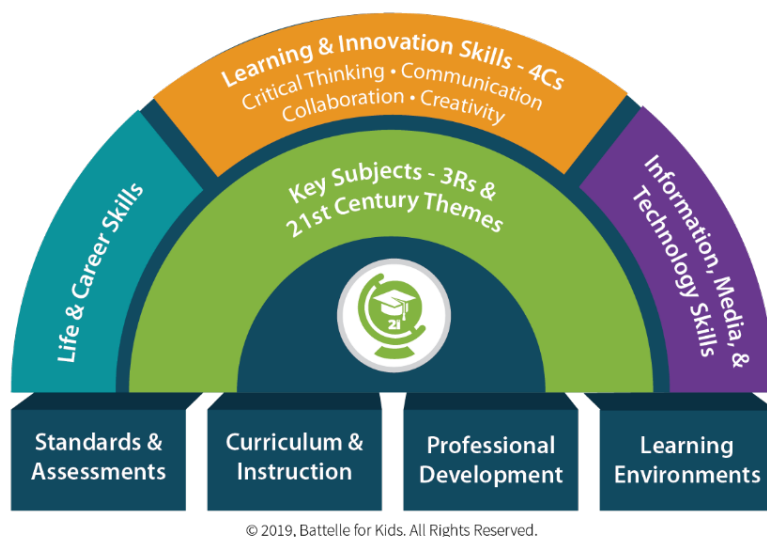 Learning & Innovation Skills - 4Cs
Critical Thinking • Communication
Collaboration • Creativity
Life & Career Skills
Key Subjects - 3Rs &
21st Century Themes
Information, Media, &
Technology Skills
21
Standards &
Assessments
Curriculum &
Instruction
Professional
Development
Learning
Environments
© 2019, Battelle for Kids. All Rights Reserved.